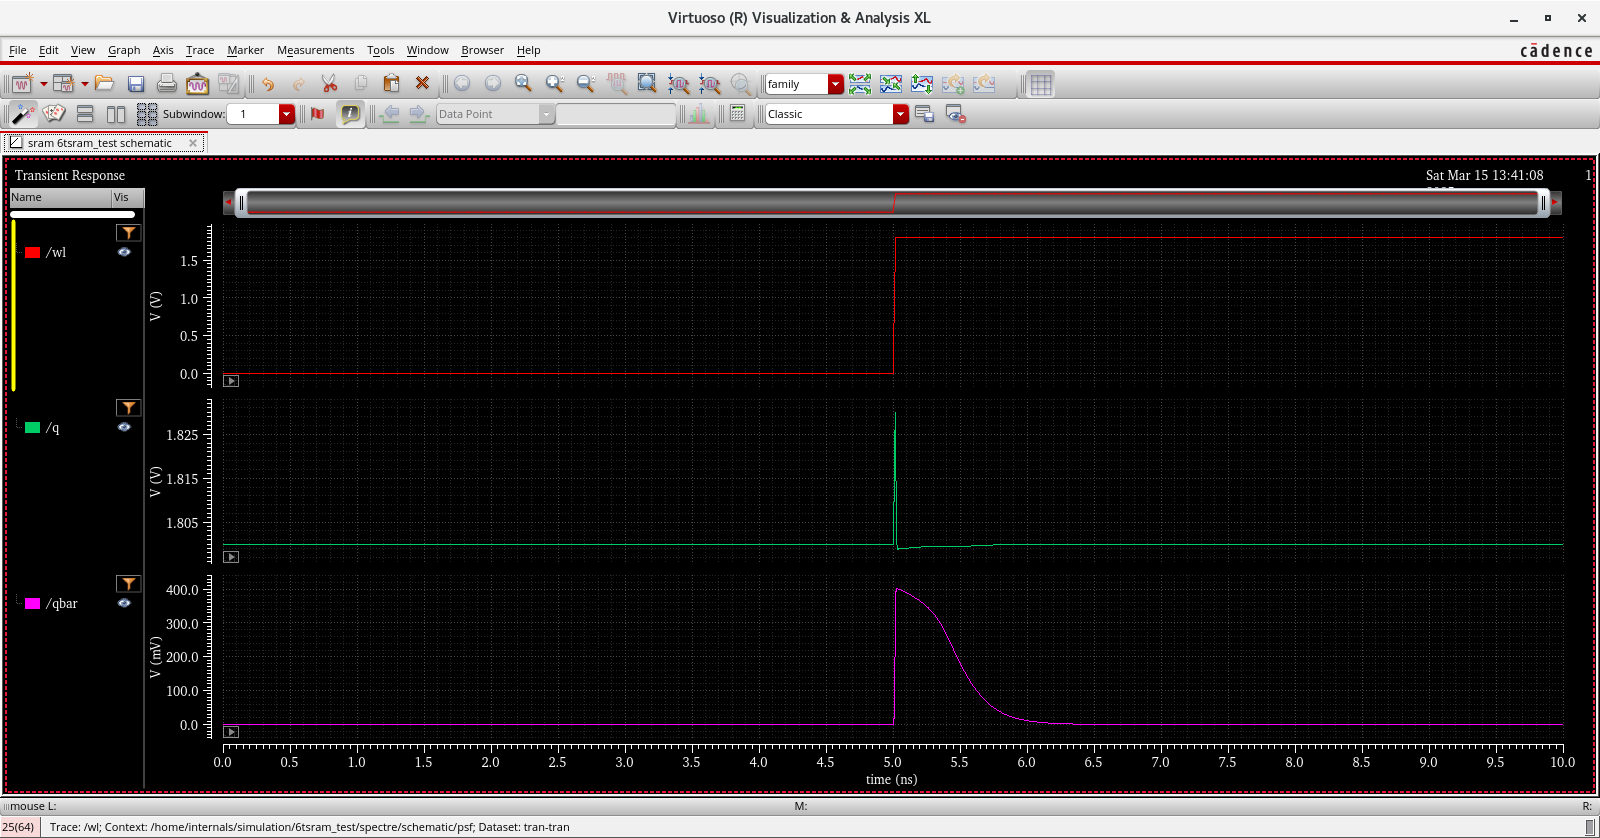 Virtuoso (R) Visualization & Analysis XL
File Edit View Graph Axis Trace Marker Measurements Tools Window Browser Help
cādence
family
Subwindow: 1
Data Point
Classic
sram 6tsram_test schematic
Transient Response
Sat Mar 15 13:41:08
1
Name Vis
/wl
V (V)
1.5
1.0
0.5
0.0
/q
V (V)
1.825
1.815
1.805
/qbar
V (mV)
400.0
300.0
200.0
100.0
0.0
0.0 0.5 1.0 1.5 2.0 2.5 3.0 3.5 4.0 4.5 5.0 5.5 6.0 6.5 7.0 7.5 8.0 8.5 9.0 9.5 10.0
time (ns)
mouse L: M: R:
25(64) Trace: /wl; Context: /home/internals/simulation/6tsram_test/spectre/schematic/psf; Dataset: tran-tran